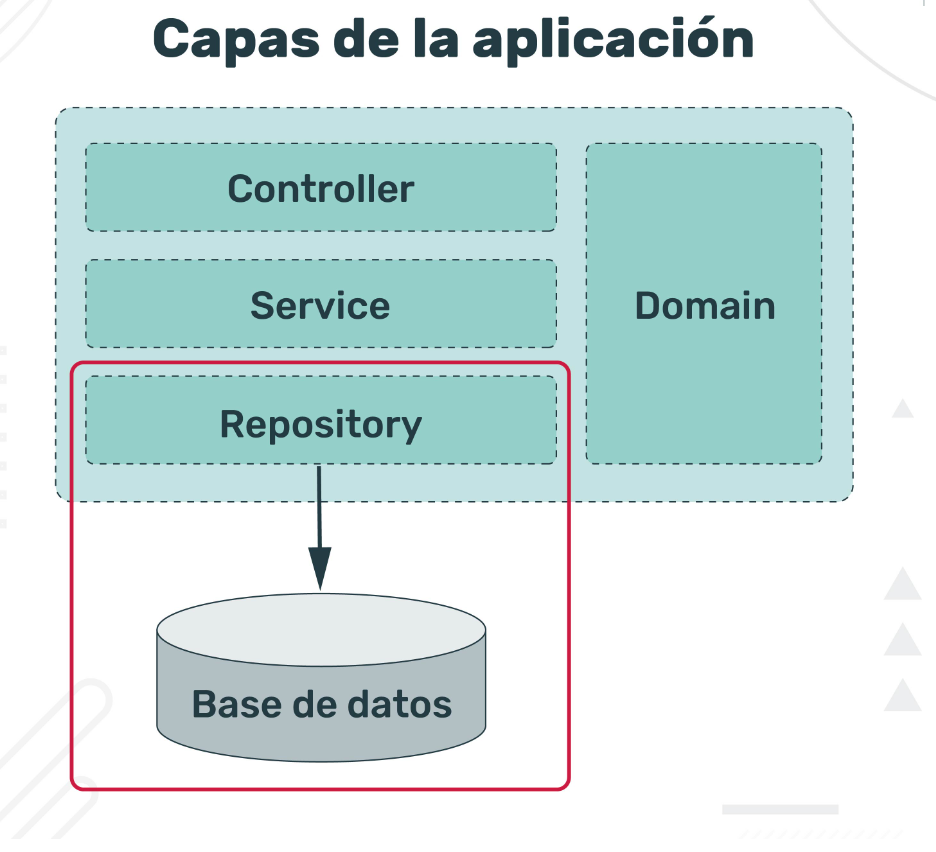 Capas de la aplicación
Controller
Service
Domain
Repository
Base de datos